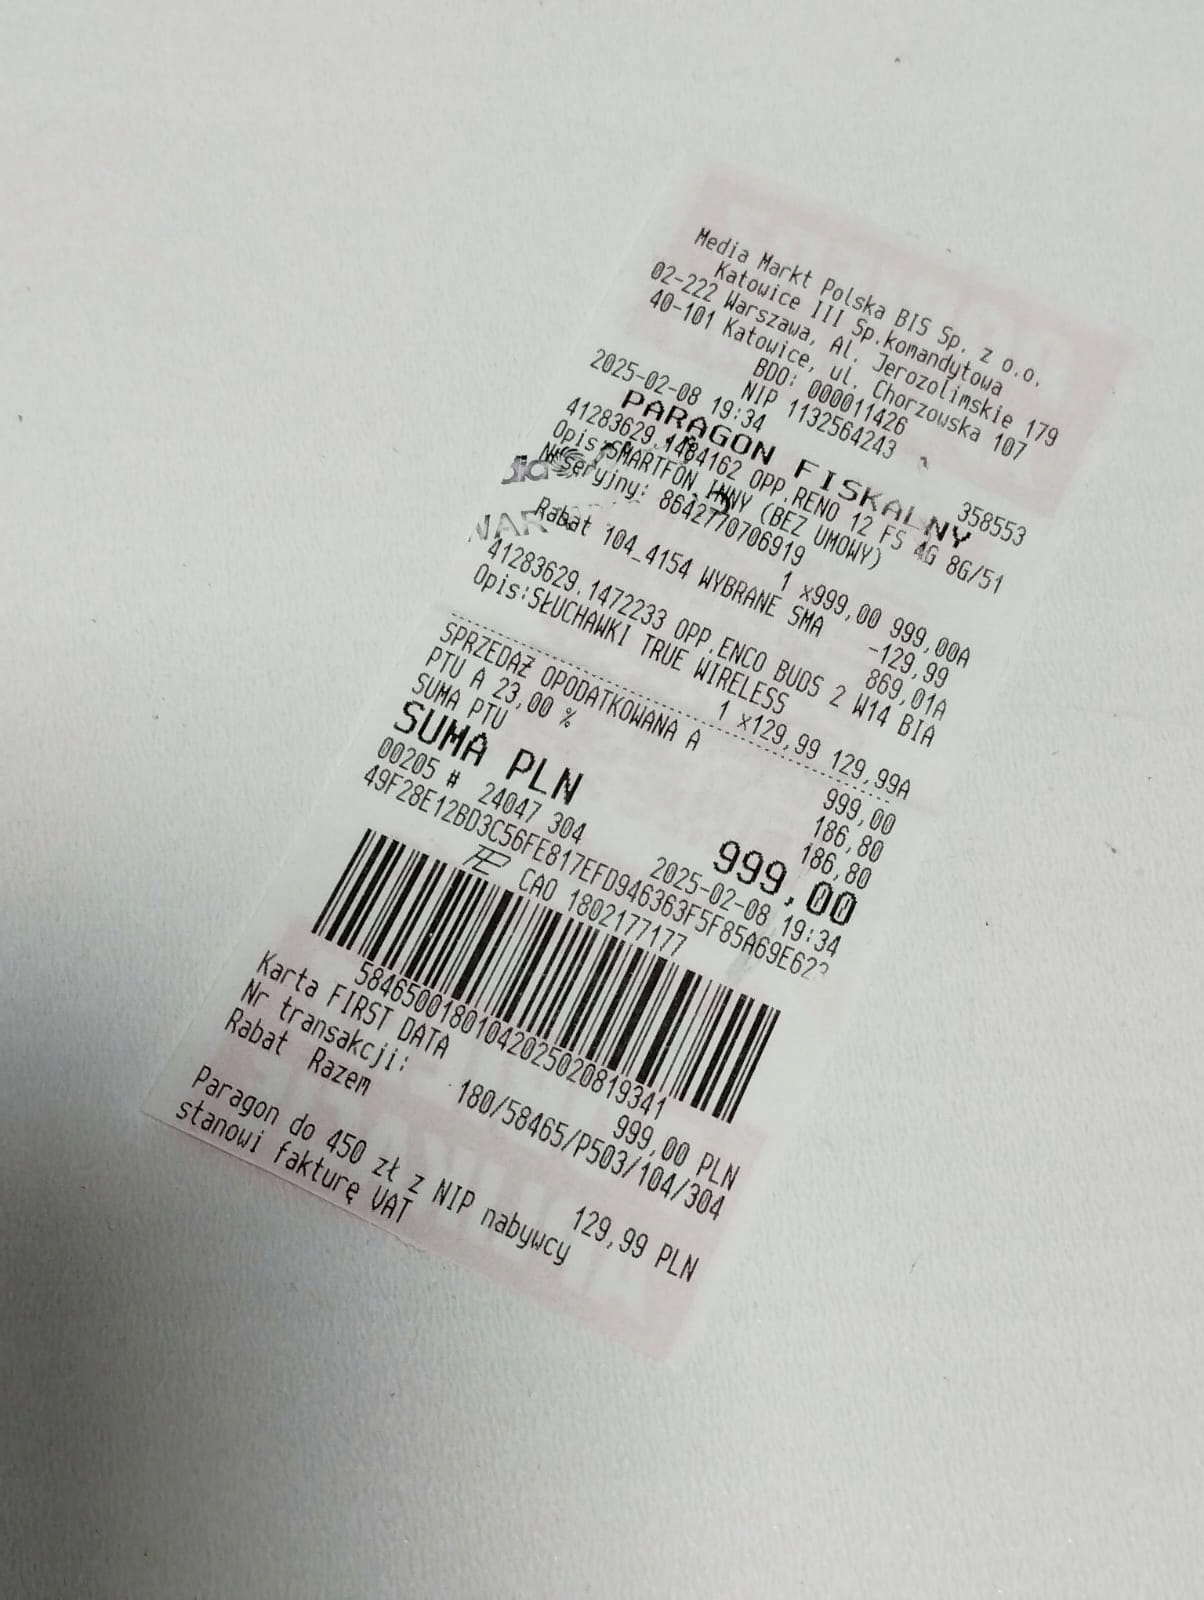 Media Markt Polska BIS Sp. z o.o.
Katowice III Sp.komandytowa
02-222 Warszawa, Al. Jerozolimskie 179
40-101 Katowice, ul. Chorzowska 107
BDO: 000011426
NIP 1132564243
2025-02-08 19:34 358553
PARAGON FISKALNY
41283629.1484162 OPP.RENO 12 FS 4G 8G/51
Opis:SMARTFON INNY (BEZ UMOWY)
Nr seryjny: 8642770706919
1 x999,00 999,00A
Rabat 104_4154 WYBRANE SMA -129,99
869,01A
41283629.1472233 OPP.ENCO BUDS 2 W14 BIA
Opis:SŁUCHAWKI TRUE WIRELESS
1 x129,99 129,99A
SPRZEDAŻ OPODATKOWANA A 999,00
PTU A 23,00 % 186,80
SUMA PTU 186,80
SUMA PLN 999,00
00205 # 24047 304 2025-02-08 19:34
49F28E12BD3C56FE817EFD946363F5F85A69E62?
CAO 1802177177
58465001801042025020819341
Karta FIRST DATA 999,00 PLN
Nr transakcji: 180/58465/P503/104/304
Rabat Razem 129,99 PLN
Paragon do 450 zł z NIP nabywcy
stanowi fakturę VAT